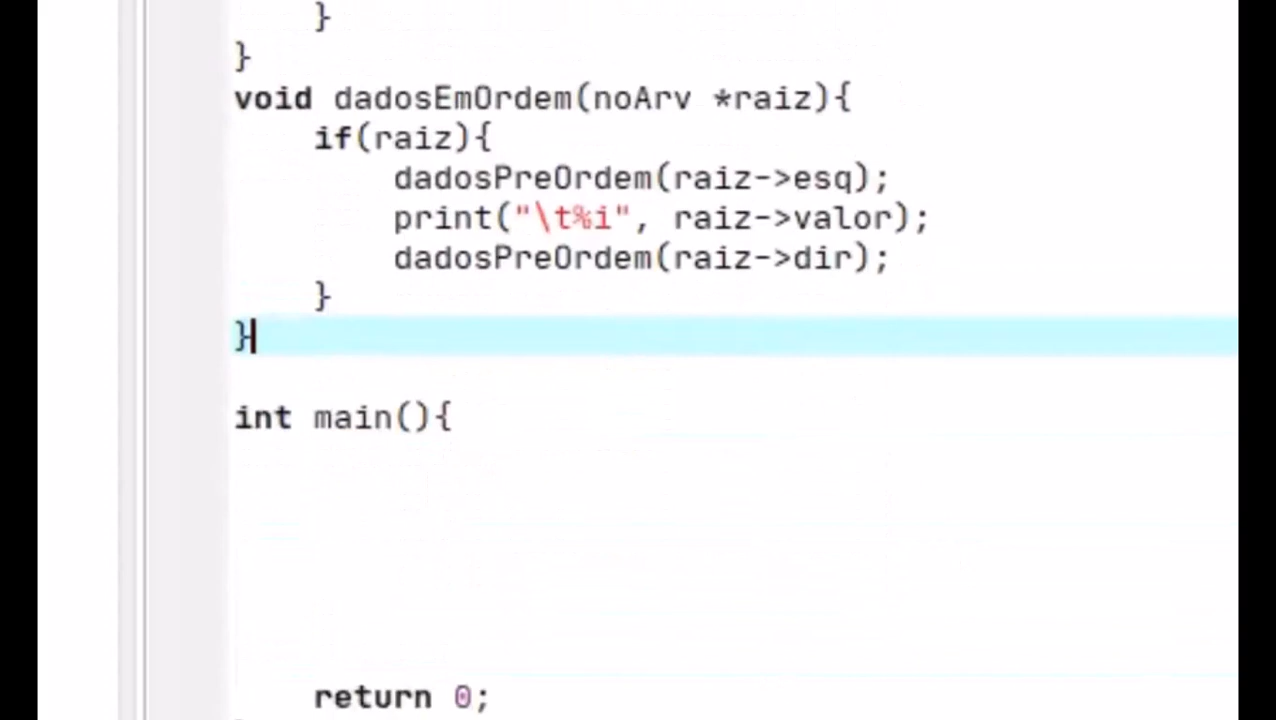 }
}
void dadosEmOrdem(noArv *raiz){
    if(raiz){
        dadosPreOrdem(raiz->esq);
        print("\t%i", raiz->valor);
        dadosPreOrdem(raiz->dir);
    }
}
int main(){
    return 0;